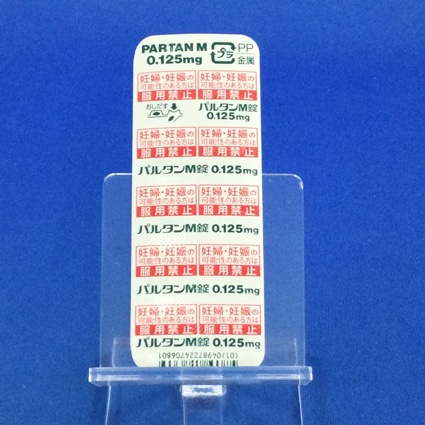 PARTAN M プラ PP
0.125mg 金属
妊婦・妊娠の 妊婦・妊娠の
可能性のある方は 可能性のある方は
服用禁止 服用禁止
おしだす パルタンM錠
0.125mg
妊婦・妊娠の 妊婦・妊娠の
可能性のある方は 可能性のある方は
服用禁止 服用禁止
パルタンM錠 0.125mg
妊婦・妊娠の 妊婦・妊娠の
可能性のある方は 可能性のある方は
服用禁止 服用禁止
パルタンM錠 0.125mg
妊婦・妊娠の 妊婦・妊娠の
可能性のある方は 可能性のある方は
服用禁止 服用禁止
パルタンM錠 0.125mg
妊婦・妊娠の 妊婦・妊娠の
可能性のある方は 可能性のある方は
服用禁止 服用禁止
パルタンM錠 0.125mg
(01)04987224706801